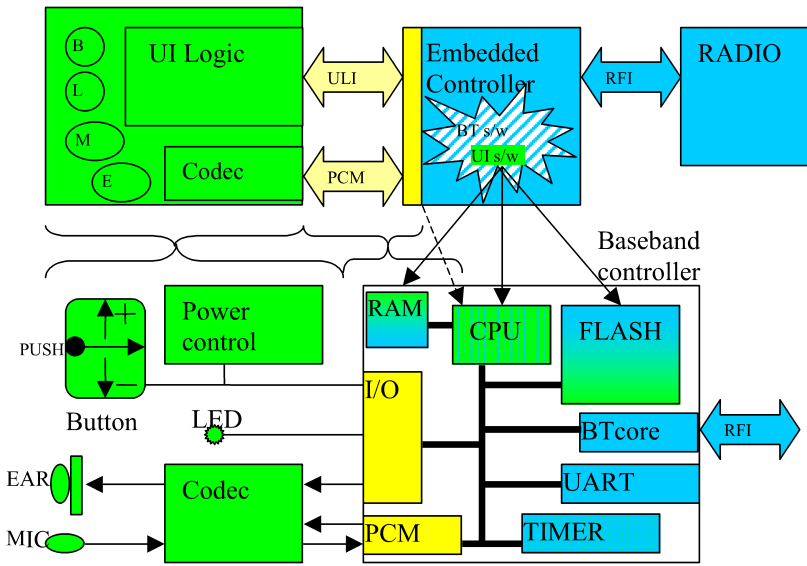 B
UI Logic
L
ULI
M
Codec
E
PCM
Embedded
Controller
BT s/w
UI s/w
RFI
RADIO
Baseband
controller
PUSH
+
−
Button
Power
control
LED
EAR
MIC
Codec
RAM
CPU
FLASH
I/O
BTcore
RFI
UART
PCM
TIMER